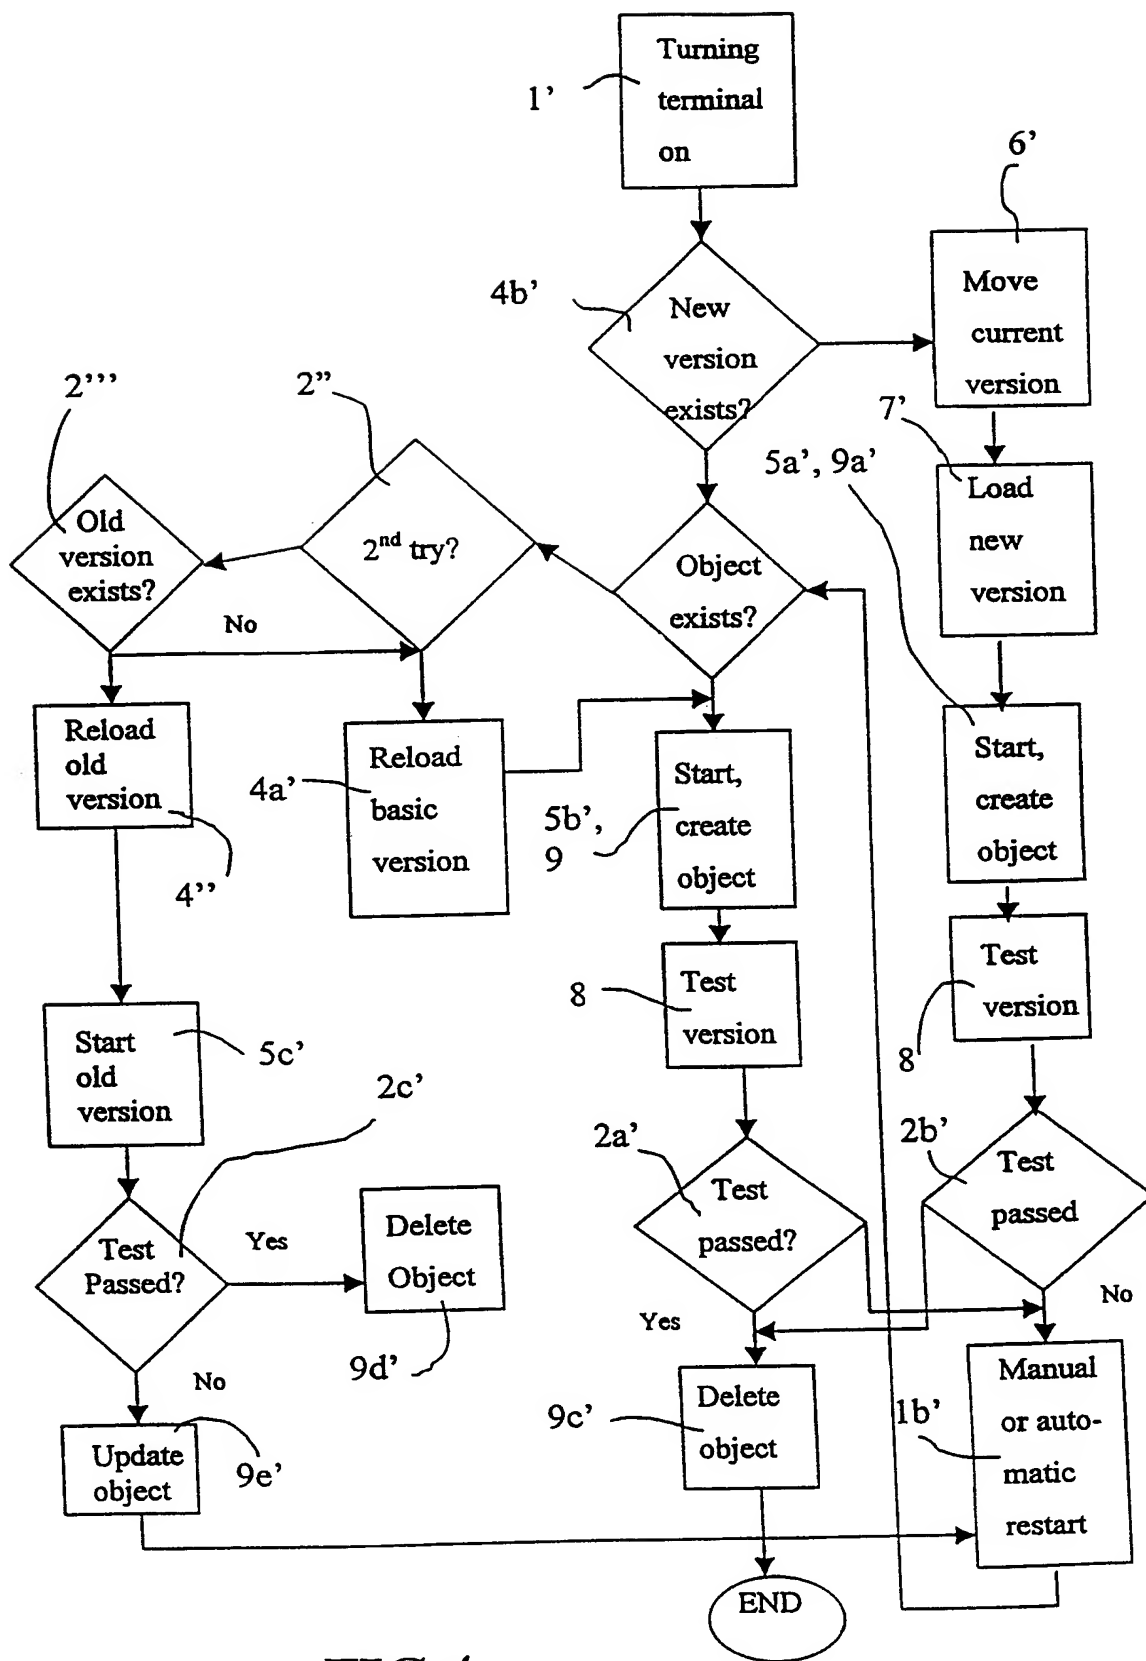 Turning
terminal
on
1’
6’
4b’
New
version
exists?
Move
current
version
2’’’
2”
7’
5a’, 9a’
Load
new
version
Old
version
exists?
2nd try?
Object
exists?
No
Reload
old
version
4’’
4a’
Reload
basic
version
5b’,
9
Start,
create
object
Start,
create
object
8
Test
version
8
Test
version
Start
old
version
5c’
2c’
2a’
Test
passed?
2b’
Test
passed
Test
Passed?
Yes
Delete
Object
9d’
Yes
No
No
Update
object
9e’
9c’
Delete
object
1b’
Manual
or auto-
matic
restart
END